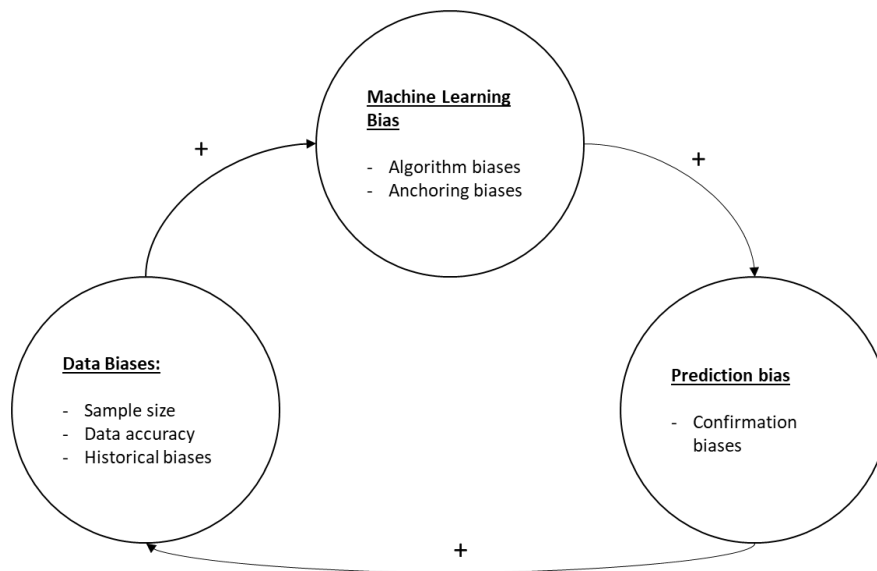 Machine Learning
Bias
- Algorithm biases
- Anchoring biases
+
+
Data Biases:
- Sample size
- Data accuracy
- Historical biases
Prediction bias
- Confirmation
biases
+